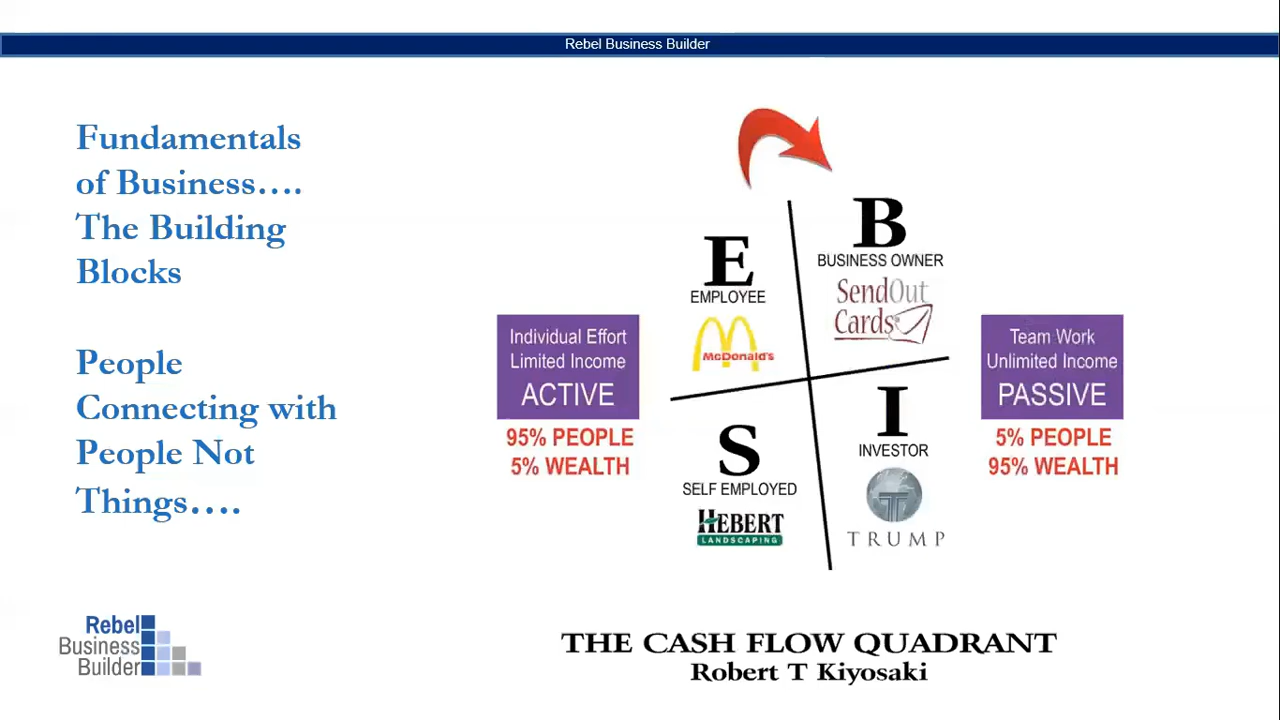 Rebel Business Builder
Fundamentals
of Business....
The Building
Blocks
People
Connecting with
People Not
Things....
E
EMPLOYEE
McDonald's
B
BUSINESS OWNER
SendOut
Cards
Individual Effort
Limited Income
ACTIVE
95% PEOPLE
5% WEALTH
Team Work
Unlimited Income
PASSIVE
5% PEOPLE
95% WEALTH
S
SELF EMPLOYED
HEBERT
LANDSCAPING
I
INVESTOR
T
TRUMP
Rebel
Business
Builder
THE CASH FLOW QUADRANT
Robert T Kiyosaki